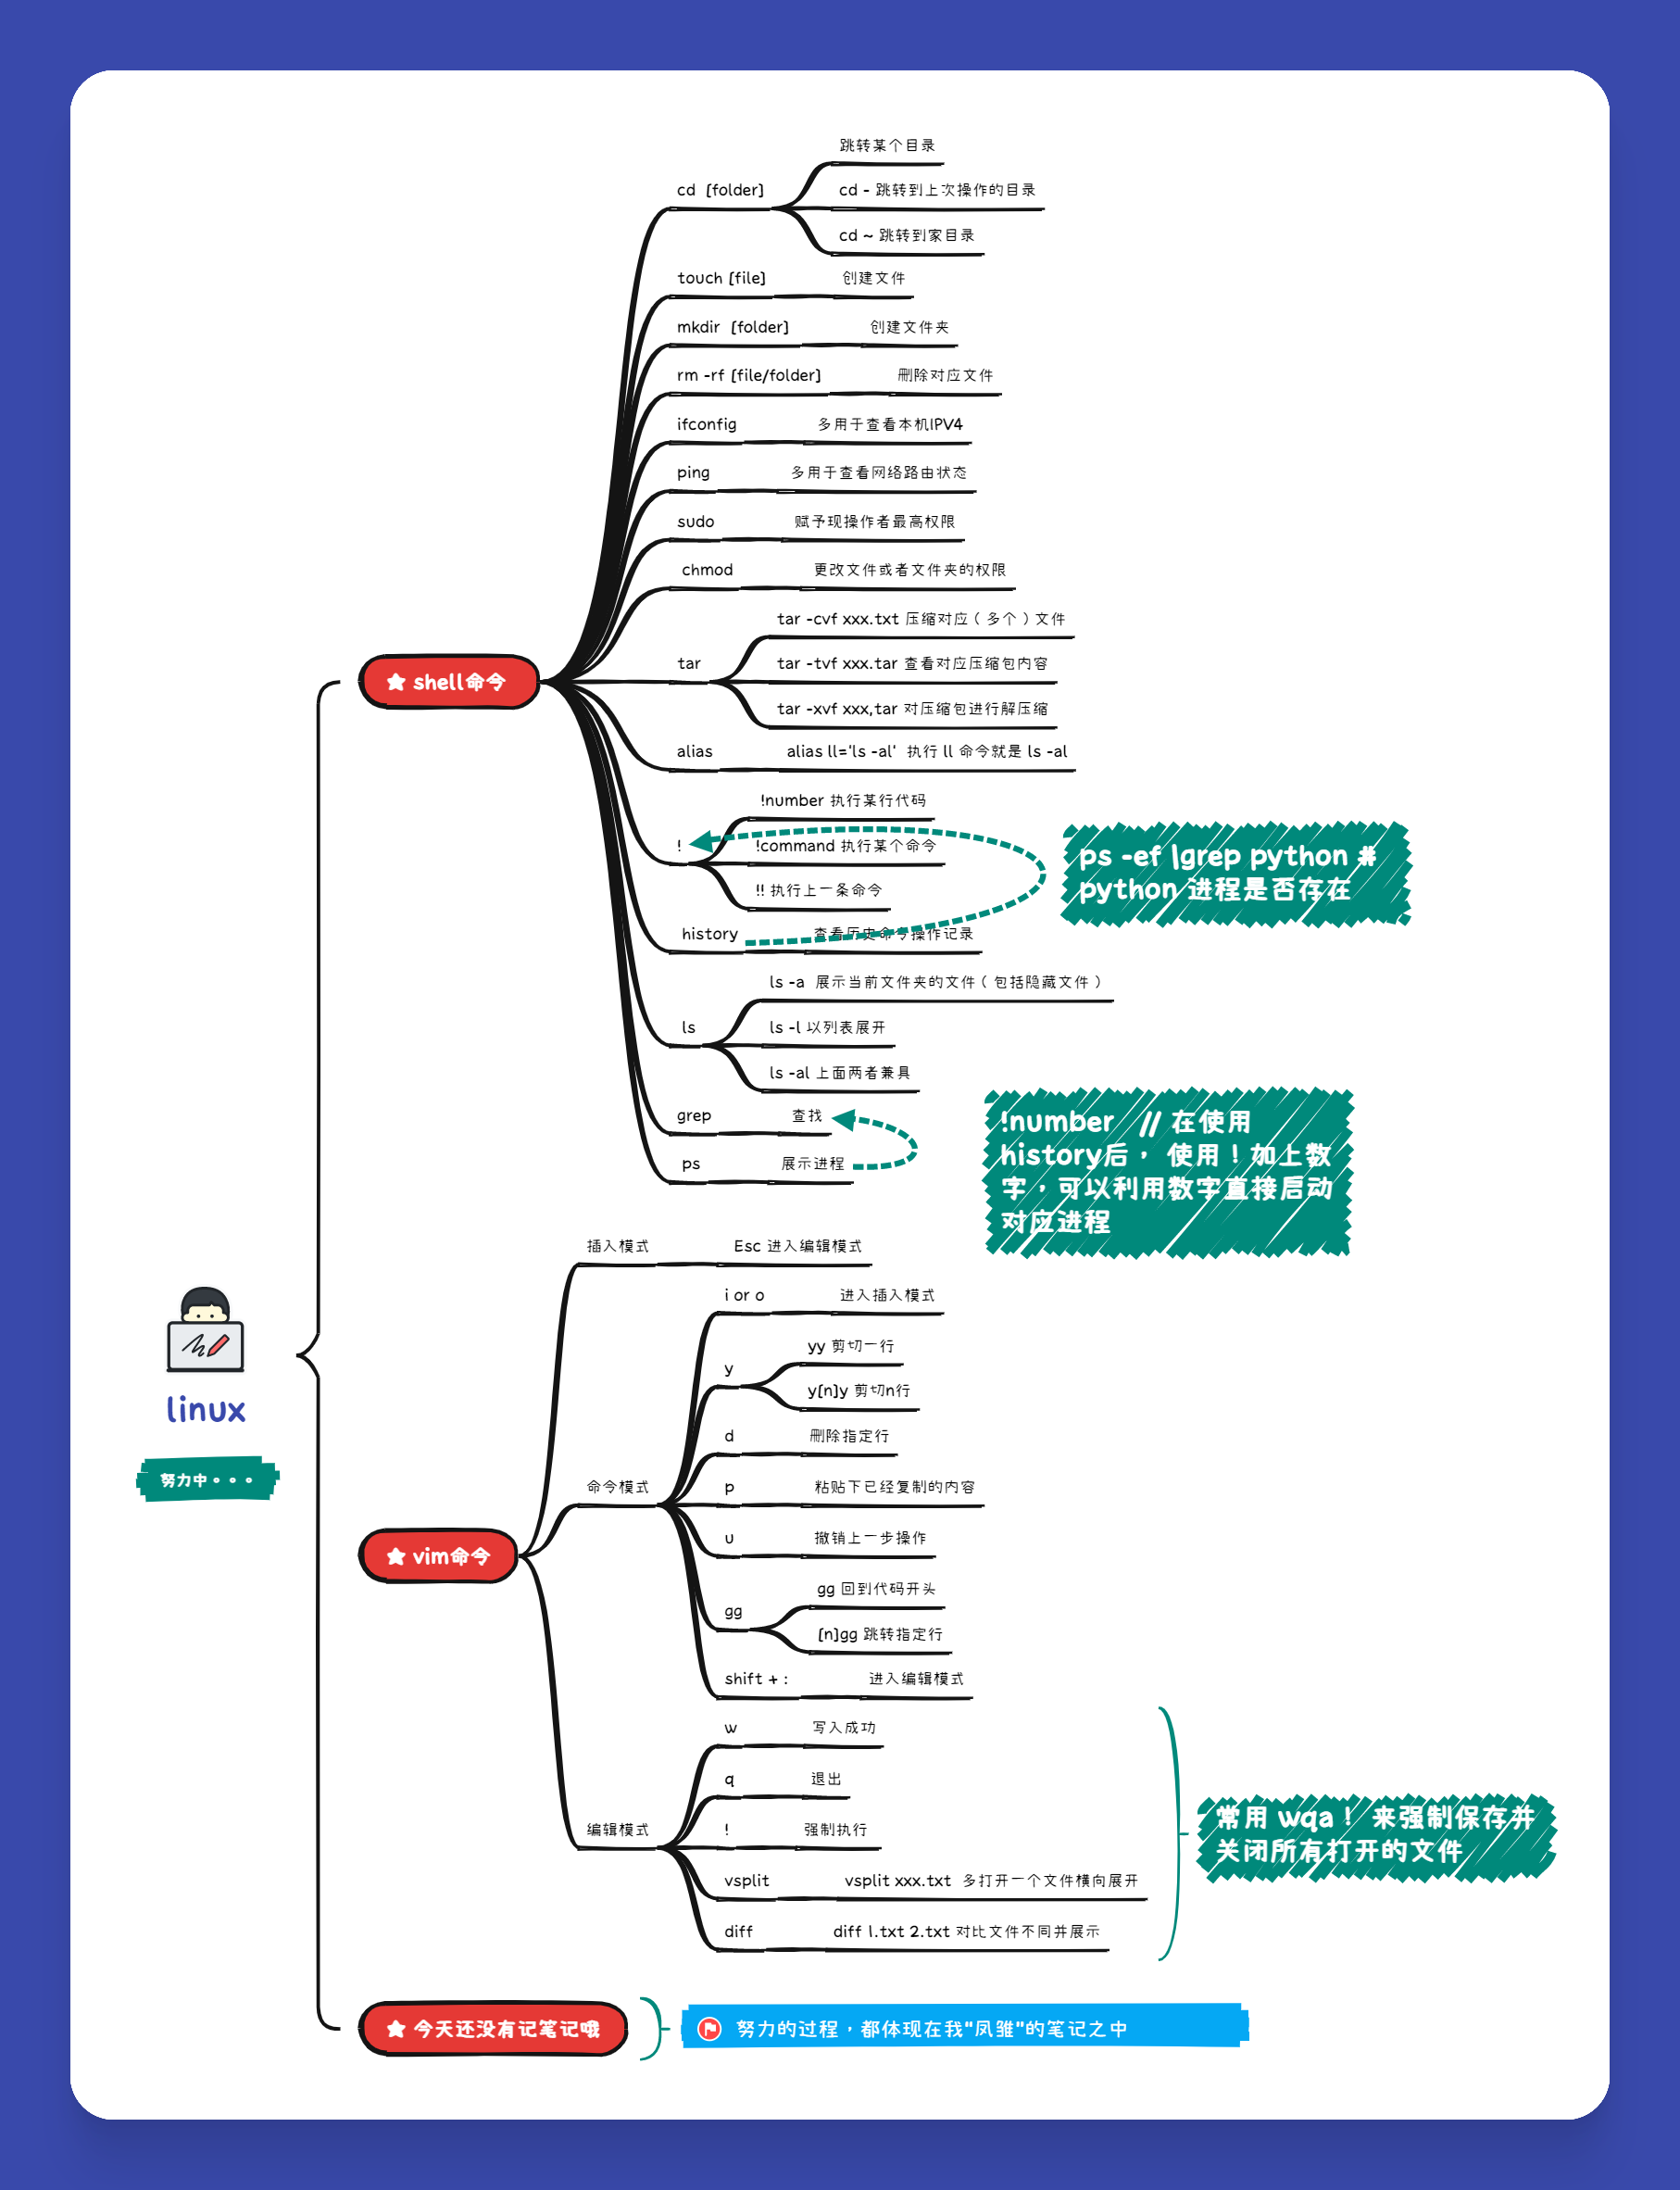 跳转某个目录
cd [folder]
cd - 跳转到上次操作的目录
cd ~ 跳转到家目录
touch [file] 创建文件
mkdir [folder] 创建文件夹
rm -rf [file/folder] 删除对应文件
ifconfig 多用于查看本机IPV4
ping 多用于查看网络路由状态
sudo 赋予现操作者最高权限
chmod 更改文件或者文件夹的权限
tar -cvf xxx.txt 压缩对应（多个）文件
tar
tar -tvf xxx.tar 查看对应压缩包内容
tar -xvf xxx,tar 对压缩包进行解压缩
shell命令
alias alias ll='ls -al' 执行 ll 命令就是 ls -al
!number 执行某行代码
!
!command 执行某个命令
!! 执行上一条命令
ps -ef |grep python #
python 进程是否存在
history 查看历史命令操作记录
ls -a 展示当前文件夹的文件（包括隐藏文件）
ls
ls -l 以列表展开
ls -al 上面两者兼具
grep 查找
ps 展示进程
!number // 在使用
history后， 使用！加上数
字，可以利用数字直接启动
对应进程
linux
努力中。。。
插入模式 Esc 进入编辑模式
i or o 进入插入模式
yy 剪切一行
y
y[n]y 剪切n行
d 删除指定行
命令模式
p 粘贴下已经复制的内容
u 撤销上一步操作
vim命令
gg 回到代码开头
gg
[n]gg 跳转指定行
shift + : 进入编辑模式
w 写入成功
q 退出
编辑模式
! 强制执行
vsplit vsplit xxx.txt 多打开一个文件横向展开
diff diff 1.txt 2.txt 对比文件不同并展示
常用 wqa！ 来强制保存并
关闭所有打开的文件
今天还没有记笔记哦
努力的过程，都体现在我"凤雏"的笔记之中